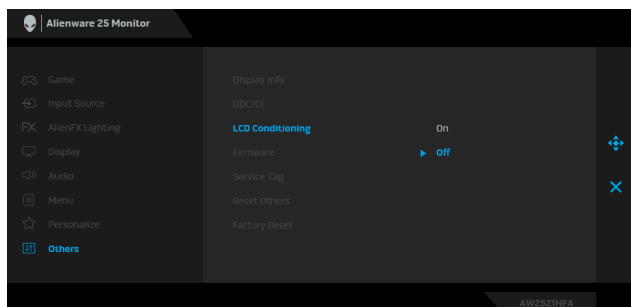 Alienware 25 Monitor
Game
Input Source
AlienFX Lighting
Display
Audio
Menu
Personalize
Others
Display Info
DDC/CI
LCD Conditioning On
Firmware Off
Service Tag
Reset Others
Factory Reset
AW2521HFA